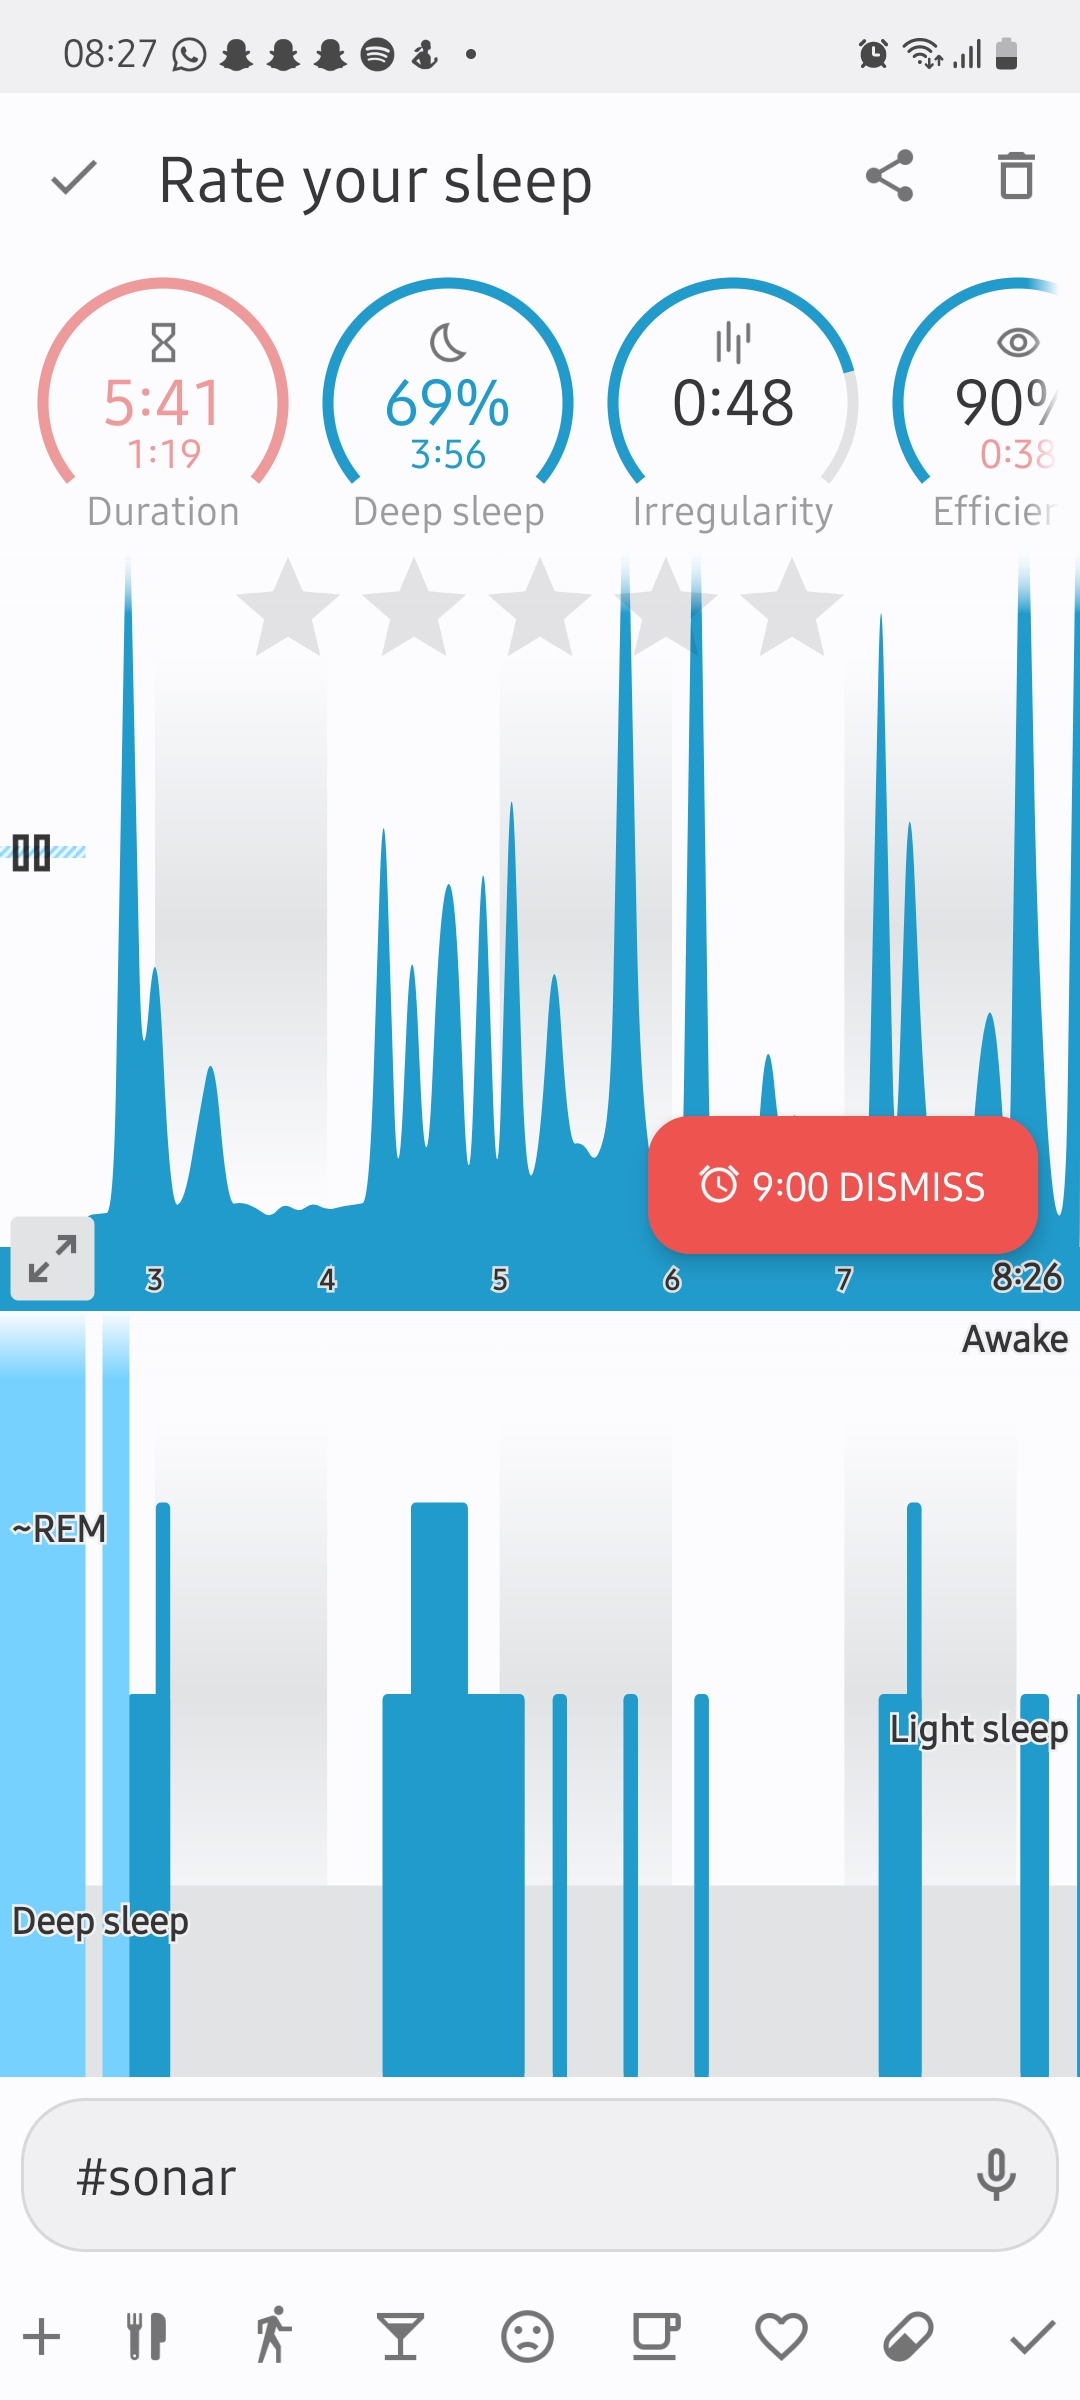 08:27
Rate your sleep
5:41
1:19
Duration
69%
3:56
Deep sleep
0:48
Irregularity
90%
0:38
9:00 DISMISS
3 4 5 6 7 8:26
Awake
~REM
Light sleep
Deep sleep
#sonar